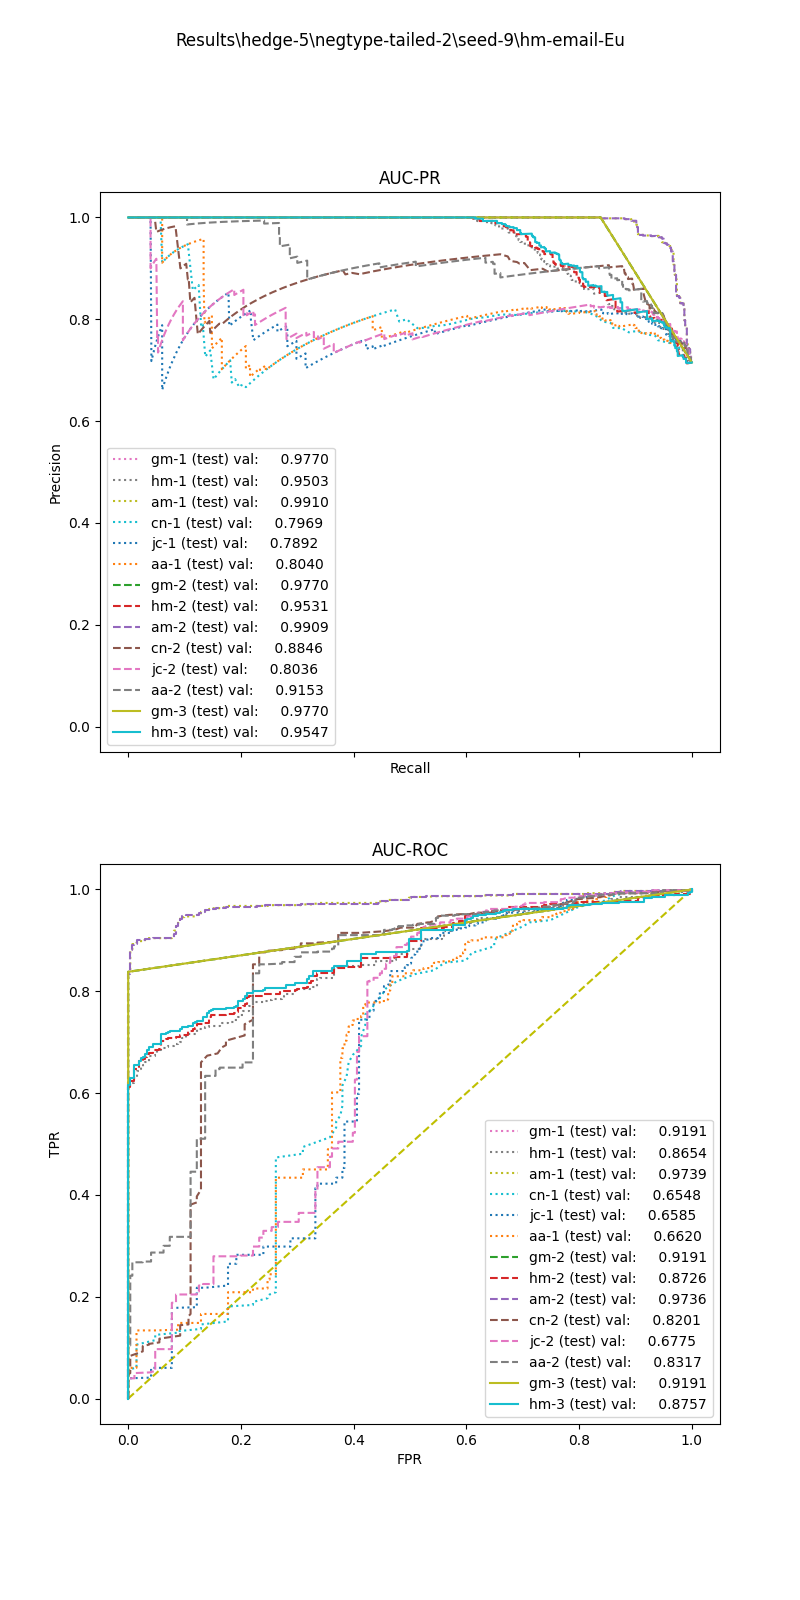 Results\hedge-5\negtype-tailed-2\seed-9\hm-email-Eu
AUC-PR
1.0
0.8
0.6
0.4
0.2
0.0
Precision
gm-1 (test) val: 0.9770
hm-1 (test) val: 0.9503
am-1 (test) val: 0.9910
cn-1 (test) val: 0.7969
jc-1 (test) val: 0.7892
aa-1 (test) val: 0.8040
gm-2 (test) val: 0.9770
hm-2 (test) val: 0.9531
am-2 (test) val: 0.9909
cn-2 (test) val: 0.8846
jc-2 (test) val: 0.8036
aa-2 (test) val: 0.9153
gm-3 (test) val: 0.9770
hm-3 (test) val: 0.9547
Recall
AUC-ROC
1.0
0.8
0.6
0.4
0.2
0.0
TPR
gm-1 (test) val: 0.9191
hm-1 (test) val: 0.8654
am-1 (test) val: 0.9739
cn-1 (test) val: 0.6548
jc-1 (test) val: 0.6585
aa-1 (test) val: 0.6620
gm-2 (test) val: 0.9191
hm-2 (test) val: 0.8726
am-2 (test) val: 0.9736
cn-2 (test) val: 0.8201
jc-2 (test) val: 0.6775
aa-2 (test) val: 0.8317
gm-3 (test) val: 0.9191
hm-3 (test) val: 0.8757
0.0 0.2 0.4 0.6 0.8 1.0
FPR